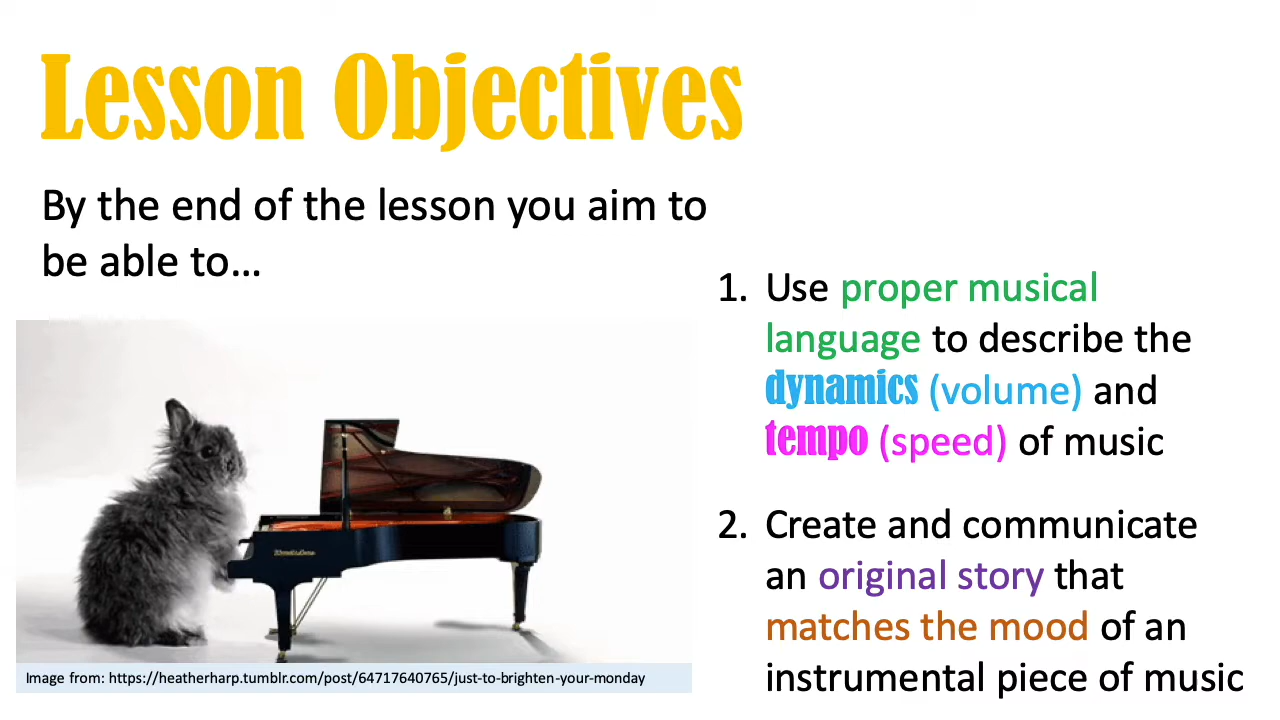 Lesson Objectives
By the end of the lesson you aim to
be able to...
1. Use proper musical
language to describe the
dynamics (volume) and
tempo (speed) of music
2. Create and communicate
an original story that
matches the mood of an
instrumental piece of music
Image from: https://heatherharp.tumblr.com/post/64717640765/just-to-brighten-your-monday